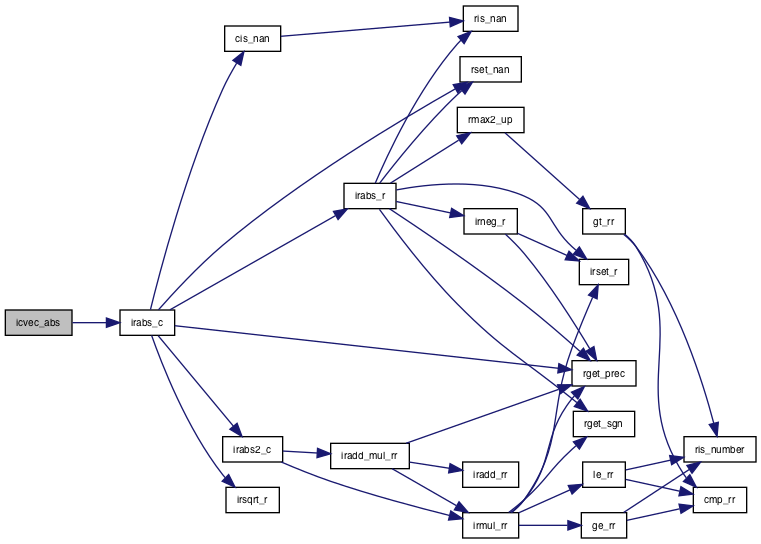 ris_nan
cis_nan
rset_nan
rmax2_up
irabs_r
irneg_r
gt_rr
irset_r
icvec_abs
irabs_c
rget_prec
rget_sgn
irabs2_c
iradd_mul_rr
ris_number
iradd_rr
le_rr
irsqrt_r
cmp_rr
irmul_rr
ge_rr